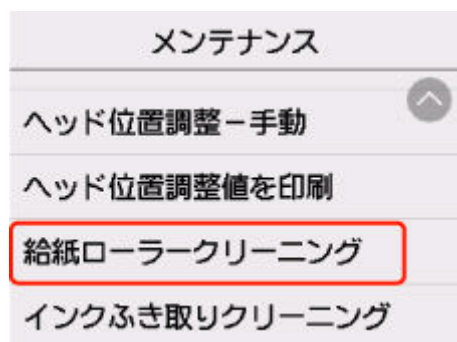 メンテナンス
ヘッド位置調整－手動
ヘッド位置調整値を印刷
給紙ローラークリーニング
インクふき取りクリーニング